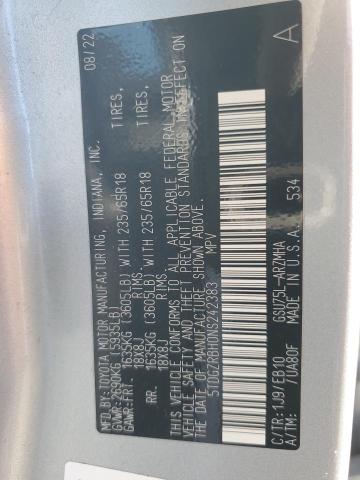 MFD. BY: TOYOTA MOTOR MANUFACTURING, INDIANA, INC. 08/22
GVWR:2690KG (5935LB)
GAWR:FRT. 1635KG (3605LB) WITH 235/65R18 TIRES,
18X8J RIMS.
RR. 1635KG (3605LB) WITH 235/65R18 TIRES,
18X8J RIMS.
THIS VEHICLE CONFORMS TO ALL APPLICABLE FEDERAL MOTOR
VEHICLE SAFETY AND THEFT PREVENTION STANDARDS IN EFFECT ON
THE DATE OF MANUFACTURE SHOWN ABOVE.
5TDGZRBH0NS242383 MPV
C/TR:1J9/EB10 GSU75L-ARZMHA
A/TM: /UA80F MADE IN U.S.A. 534
A